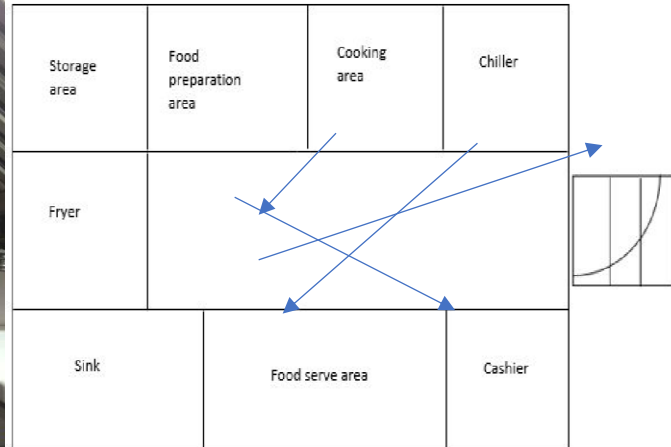 Storage
area
Food
preparation
area
Cooking
area
Chiller
Fryer
Sink
Food serve area
Cashier